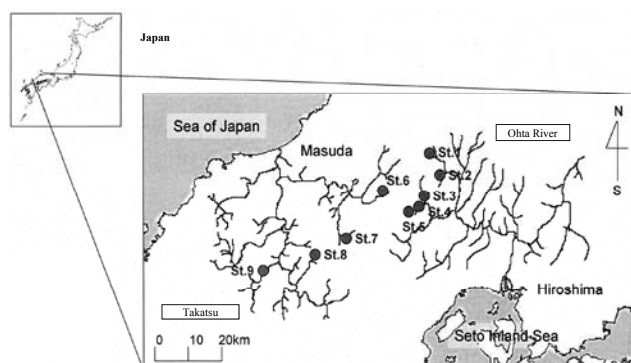 Japan
Sea of Japan
Ohta River
N
Masuda
St.1
St.2
St.6
St.3
St.4
St.5
S
St.7
St.8
St.9
Hiroshima
Takatsu
Seto Inland Sea
0 10 20km